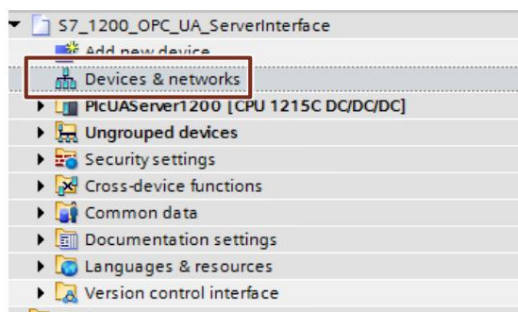 S7_1200_OPC_UA_ServerInterface
Add new device
Devices & networks
PlcUAServer1200 [CPU 1215C DC/DC/DC]
Ungrouped devices
Security settings
Cross-device functions
Common data
Documentation settings
Languages & resources
Version control interface